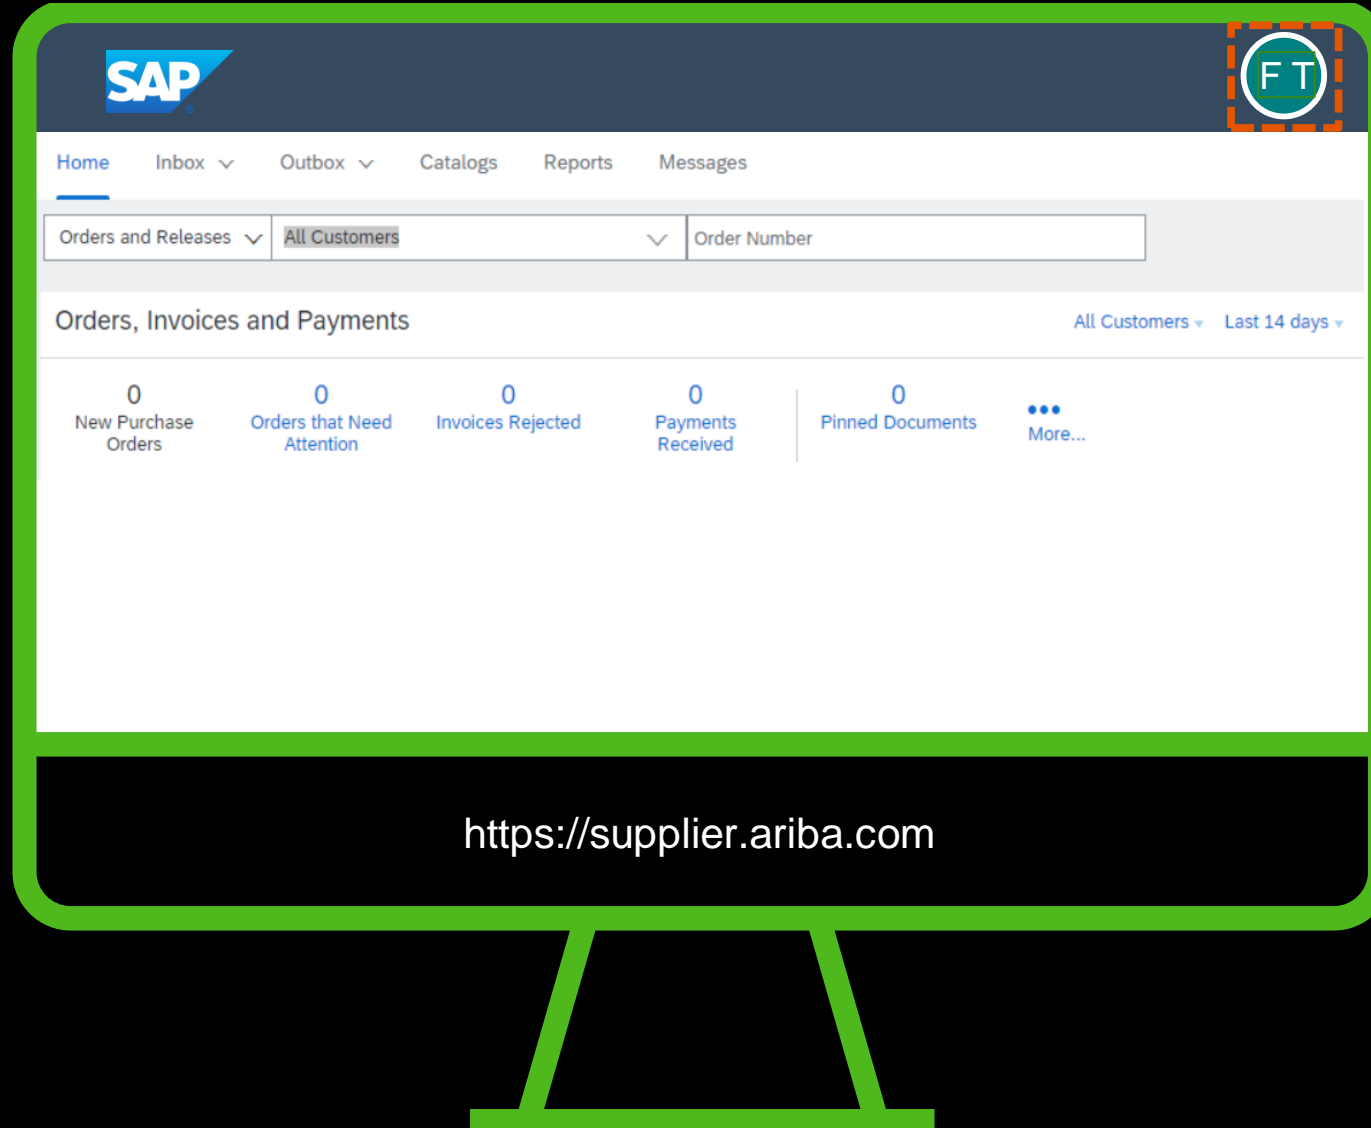 SAP
F T
Home Inbox Outbox Catalogs Reports Messages
Orders and Releases All Customers Order Number
Orders, Invoices and Payments All Customers Last 14 days
0 0 0 0 0
New Purchase Orders that Need Invoices Rejected Payments Pinned Documents More...
Orders Attention Received
https://supplier.ariba.com